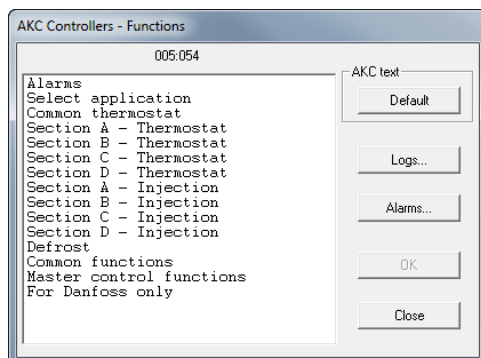 AKC Controllers - Functions
005:054
Alarms
Select application
Common thermostat
Section A - Thermostat
Section B - Thermostat
Section C - Thermostat
Section D - Thermostat
Section A - Injection
Section B - Injection
Section C - Injection
Section D - Injection
Defrost
Common functions
Master control functions
For Danfoss only
AKC text
Default
Logs...
Alarms...
OK
Close